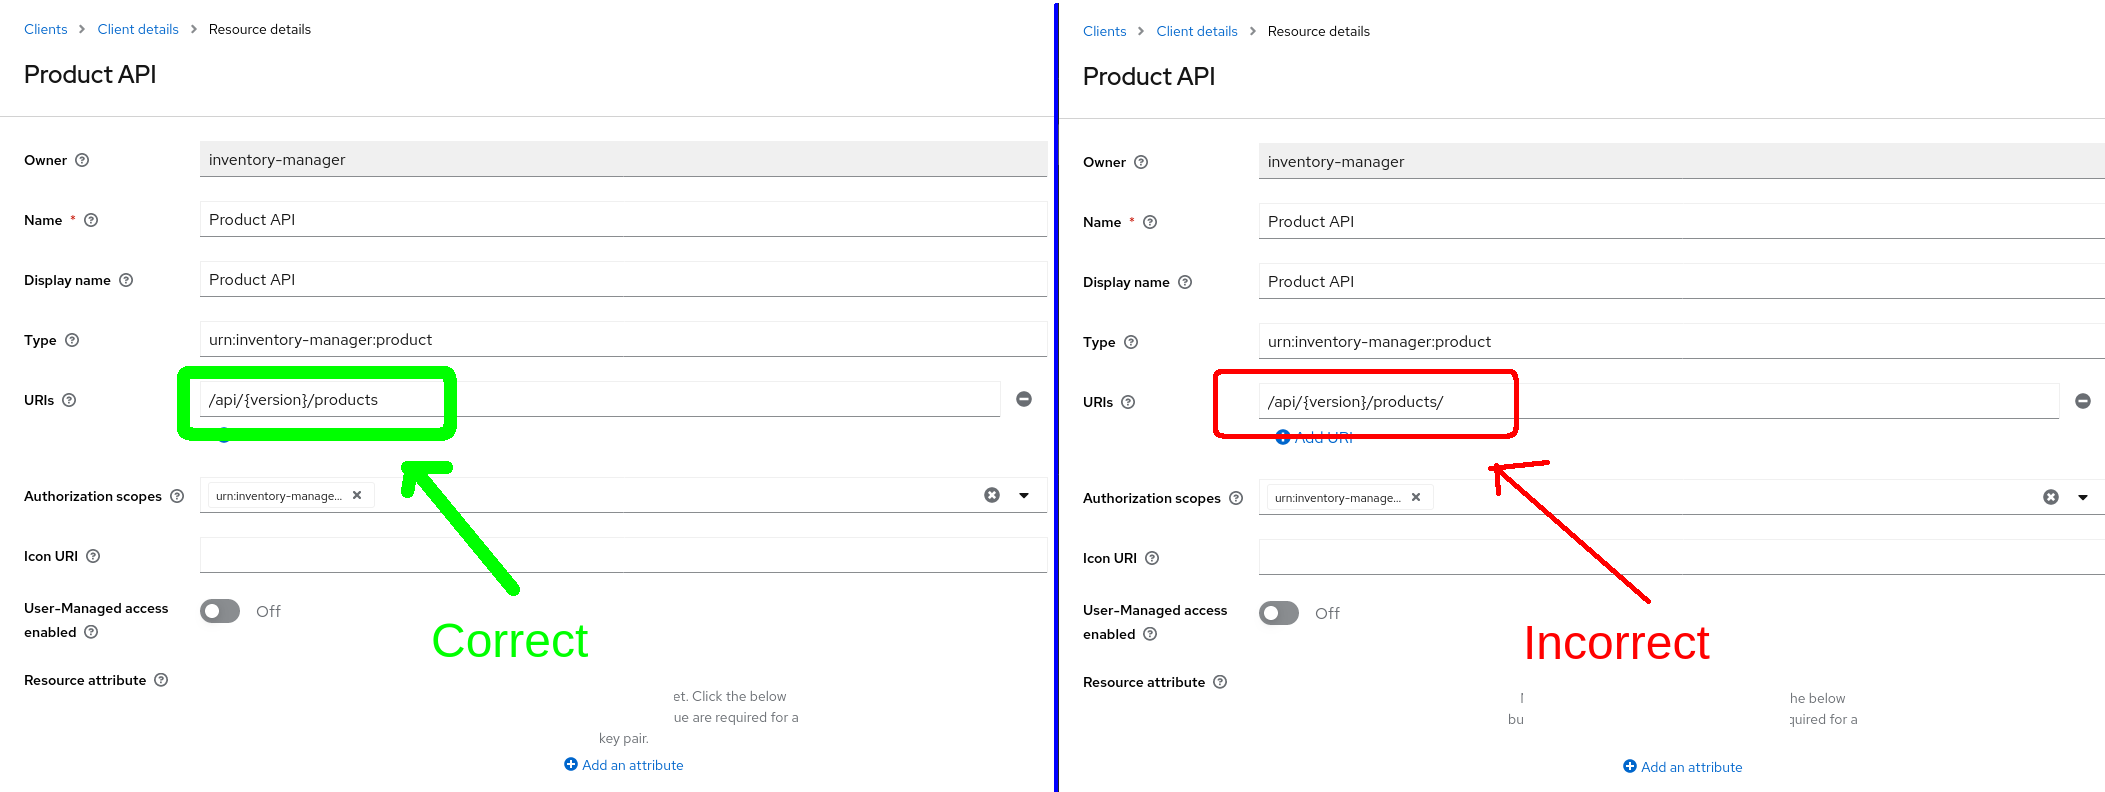 Clients > Client details > Resource details
Product API
Owner
inventory-manager
Name *
Product API
Display name
Product API
Type
urn:inventory-manager:product
URIs
/api/{version}/products
Authorization scopes
urn:inventory-manage...
Icon URI
User-Managed access
enabled
Off
Resource attribute
et. Click the below
ue are required for a
key pair.
Add an attribute
Correct
Clients > Client details > Resource details
Product API
Owner
inventory-manager
Name *
Product API
Display name
Product API
Type
urn:inventory-manager:product
URIs
/api/{version}/products/
Add URI
Authorization scopes
urn:inventory-manage...
Icon URI
User-Managed access
enabled
Off
Resource attribute
he below
bu
quired for a
Add an attribute
Incorrect